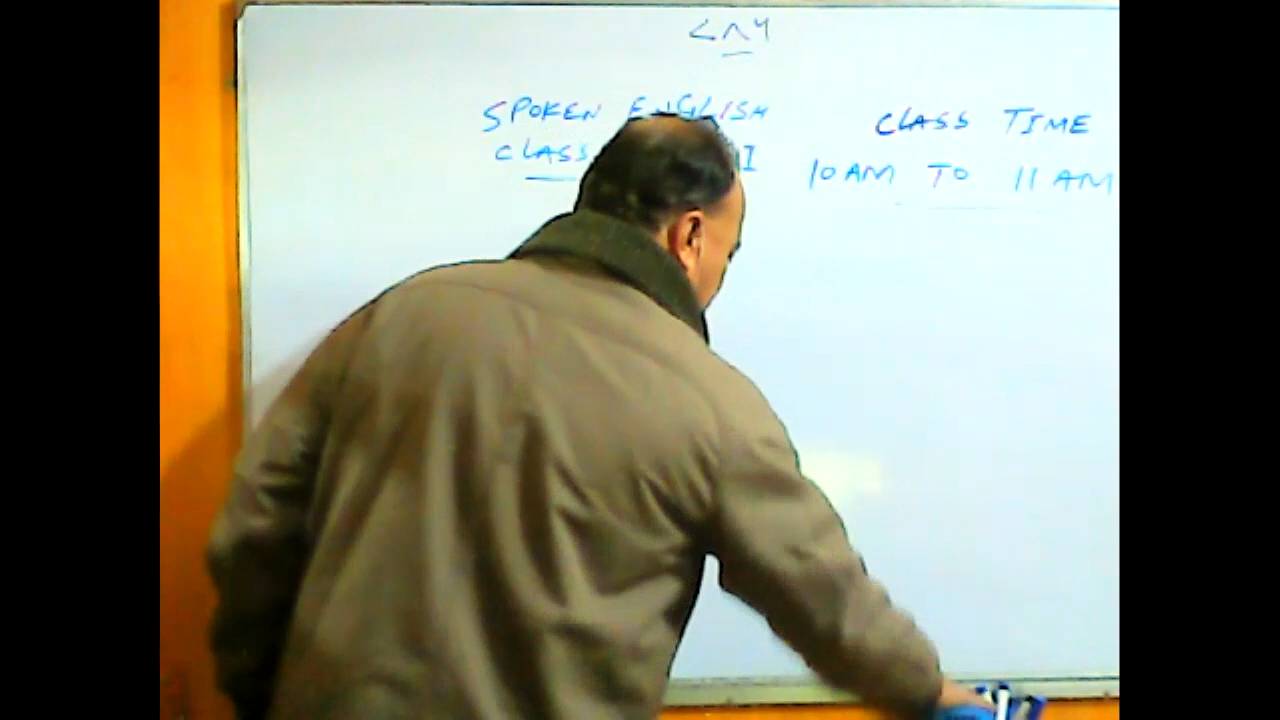 SPOKEN ENGLISH
CLASS
CLASS TIME
10 AM TO 11 AM